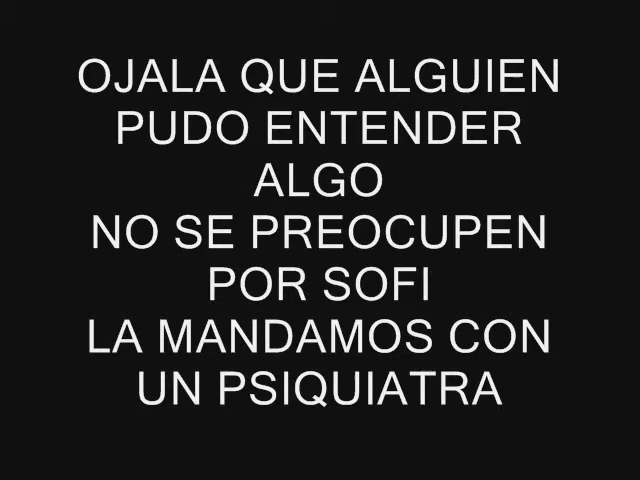 OJALA QUE ALGUIEN
PUDO ENTENDER
ALGO
NO SE PREOCUPEN
POR SOFI
LA MANDAMOS CON
UN PSIQUIATRA